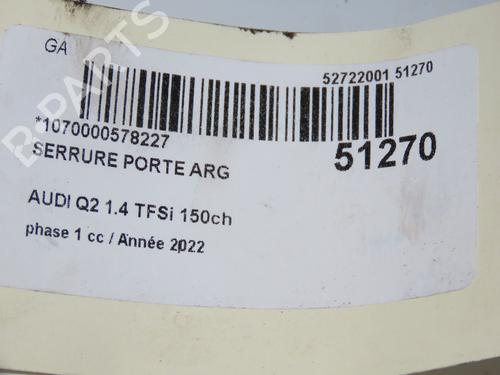 GA
52722001 51270
*1070000578227
51270
SERRURE PORTE ARG
AUDI Q2 1.4 TFSi 150ch
phase 1 cc / Année 2022
B-PARTS